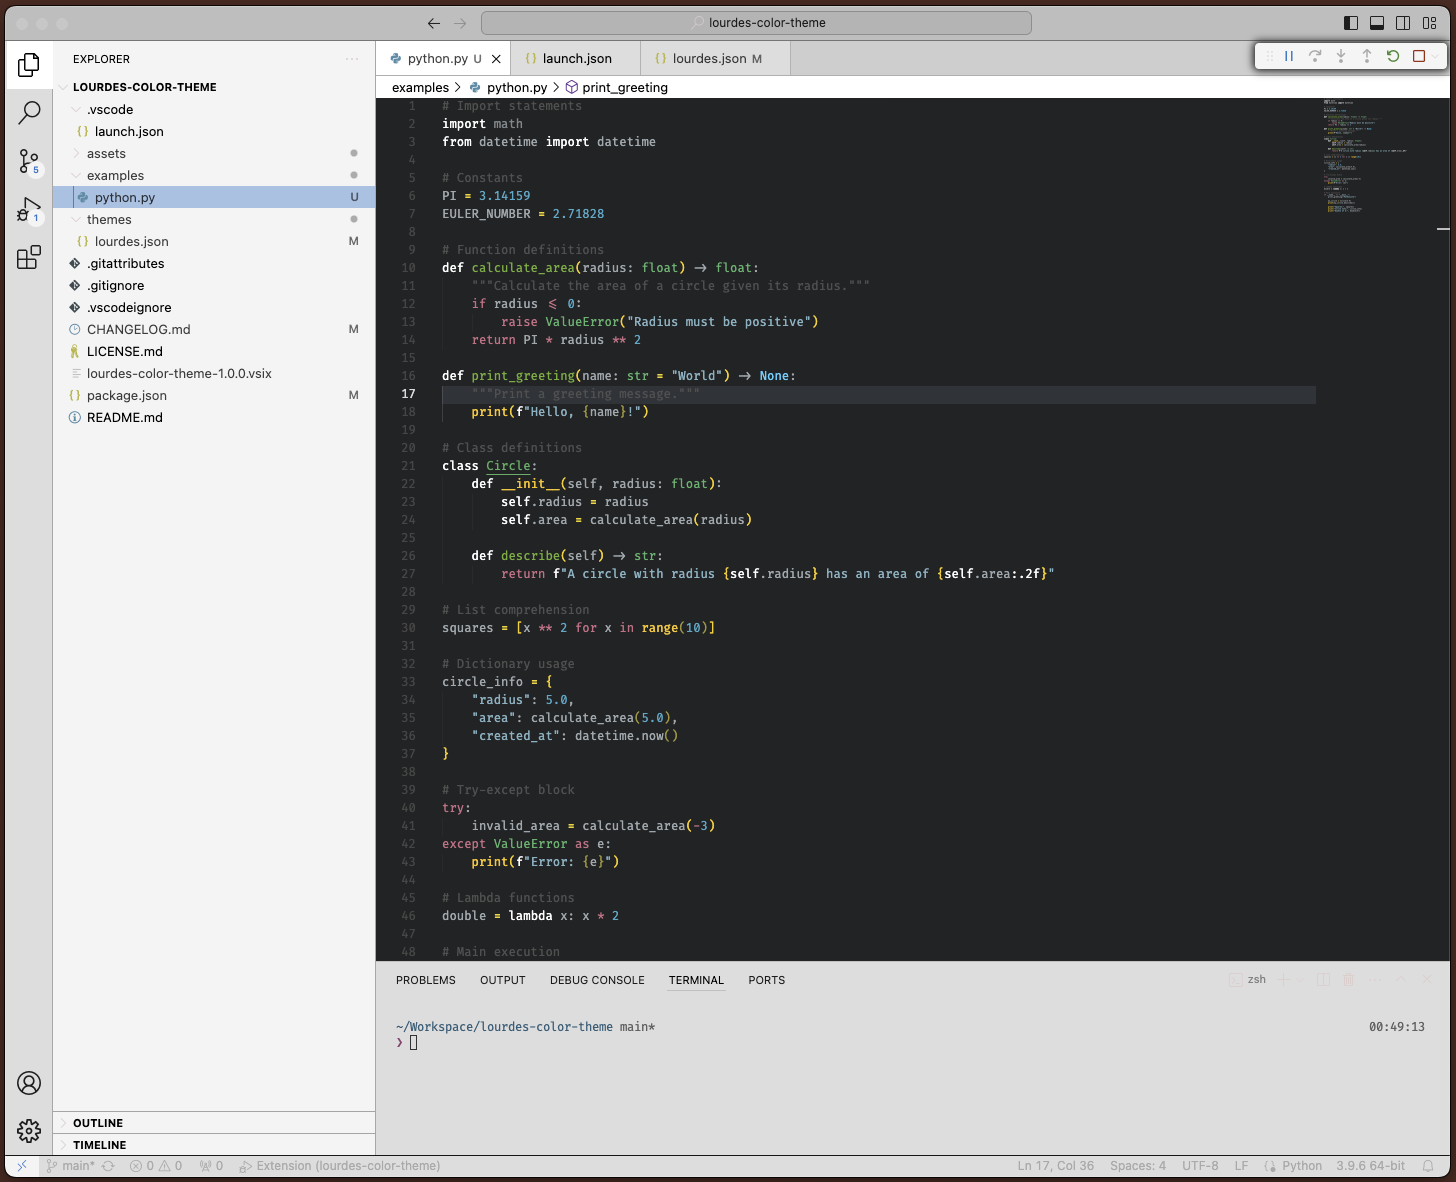 lourdes-color-theme
EXPLORER
LOURDES-COLOR-THEME
.vscode
{} launch.json
assets
examples
python.py U
themes
{} lourdes.json M
.gitattributes
.gitignore
.vscodeignore
CHANGELOG.md M
LICENSE.md
lourdes-color-theme-1.0.0.vsix
{} package.json M
README.md
5
1
OUTLINE
TIMELINE
python.py U
{} launch.json
{} lourdes.json M
examples > python.py > print_greeting
1 # Import statements
2 import math
3 from datetime import datetime
4
5 # Constants
6 PI = 3.14159
7 EULER_NUMBER = 2.71828
8
9 # Function definitions
10 def calculate_area(radius: float) -> float:
11 """Calculate the area of a circle given its radius."""
12 if radius <= 0:
13 raise ValueError("Radius must be positive")
14 return PI * radius ** 2
15
16 def print_greeting(name: str = "World") -> None:
17 """Print a greeting message."""
18 print(f"Hello, {name}!")
19
20 # Class definitions
21 class Circle:
22 def __init__(self, radius: float):
23 self.radius = radius
24 self.area = calculate_area(radius)
25
26 def describe(self) -> str:
27 return f"A circle with radius {self.radius} has an area of {self.area:.2f}"
28
29 # List comprehension
30 squares = [x ** 2 for x in range(10)]
31
32 # Dictionary usage
33 circle_info = {
34 "radius": 5.0,
35 "area": calculate_area(5.0),
36 "created_at": datetime.now()
37 }
38
39 # Try-except block
40 try:
41 invalid_area = calculate_area(-3)
42 except ValueError as e:
43 print(f"Error: {e}")
44
45 # Lambda functions
46 double = lambda x: x * 2
47
48 # Main execution
PROBLEMS OUTPUT DEBUG CONSOLE TERMINAL PORTS
zsh
~/Workspace/lourdes-color-theme main* 00:49:13
❯
main* 0 0 0 Extension (lourdes-color-theme) Ln 17, Col 36 Spaces: 4 UTF-8 LF Python 3.9.6 64-bit